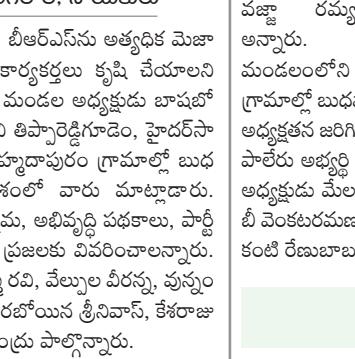 బీఆర్ఎస్‌ను అత్యధిక మెజా
కార్యకర్తలు కృషి చేయాలని
మండల అధ్యక్షుడు బాషబో
తిప్పారెడ్డిగూడెం, హైదర్‌సా
హ్మదాపురం గ్రామాల్లో బుధ
శంలో వారు మాట్లాడారు.
మ, అభివృద్ధి పథకాలు, పార్టీ
ప్రజలకు వివరించాలన్నారు.
రవి, వేల్పుల వీరన్న, వున్నం
రబోయిన శ్రీనివాస్, కేశరాజు
ంద్రు పాల్గొన్నారు.
వజ్జా రమ్య
అన్నారు.
మండలంలోని
గ్రామాల్లో బుధ
అధ్యక్షతన జరిగి
పాలేరు అభ్యర్థి
అధ్యక్షుడు మేల
బీ వెంకటరమణ
కంటి రేణుబాబ